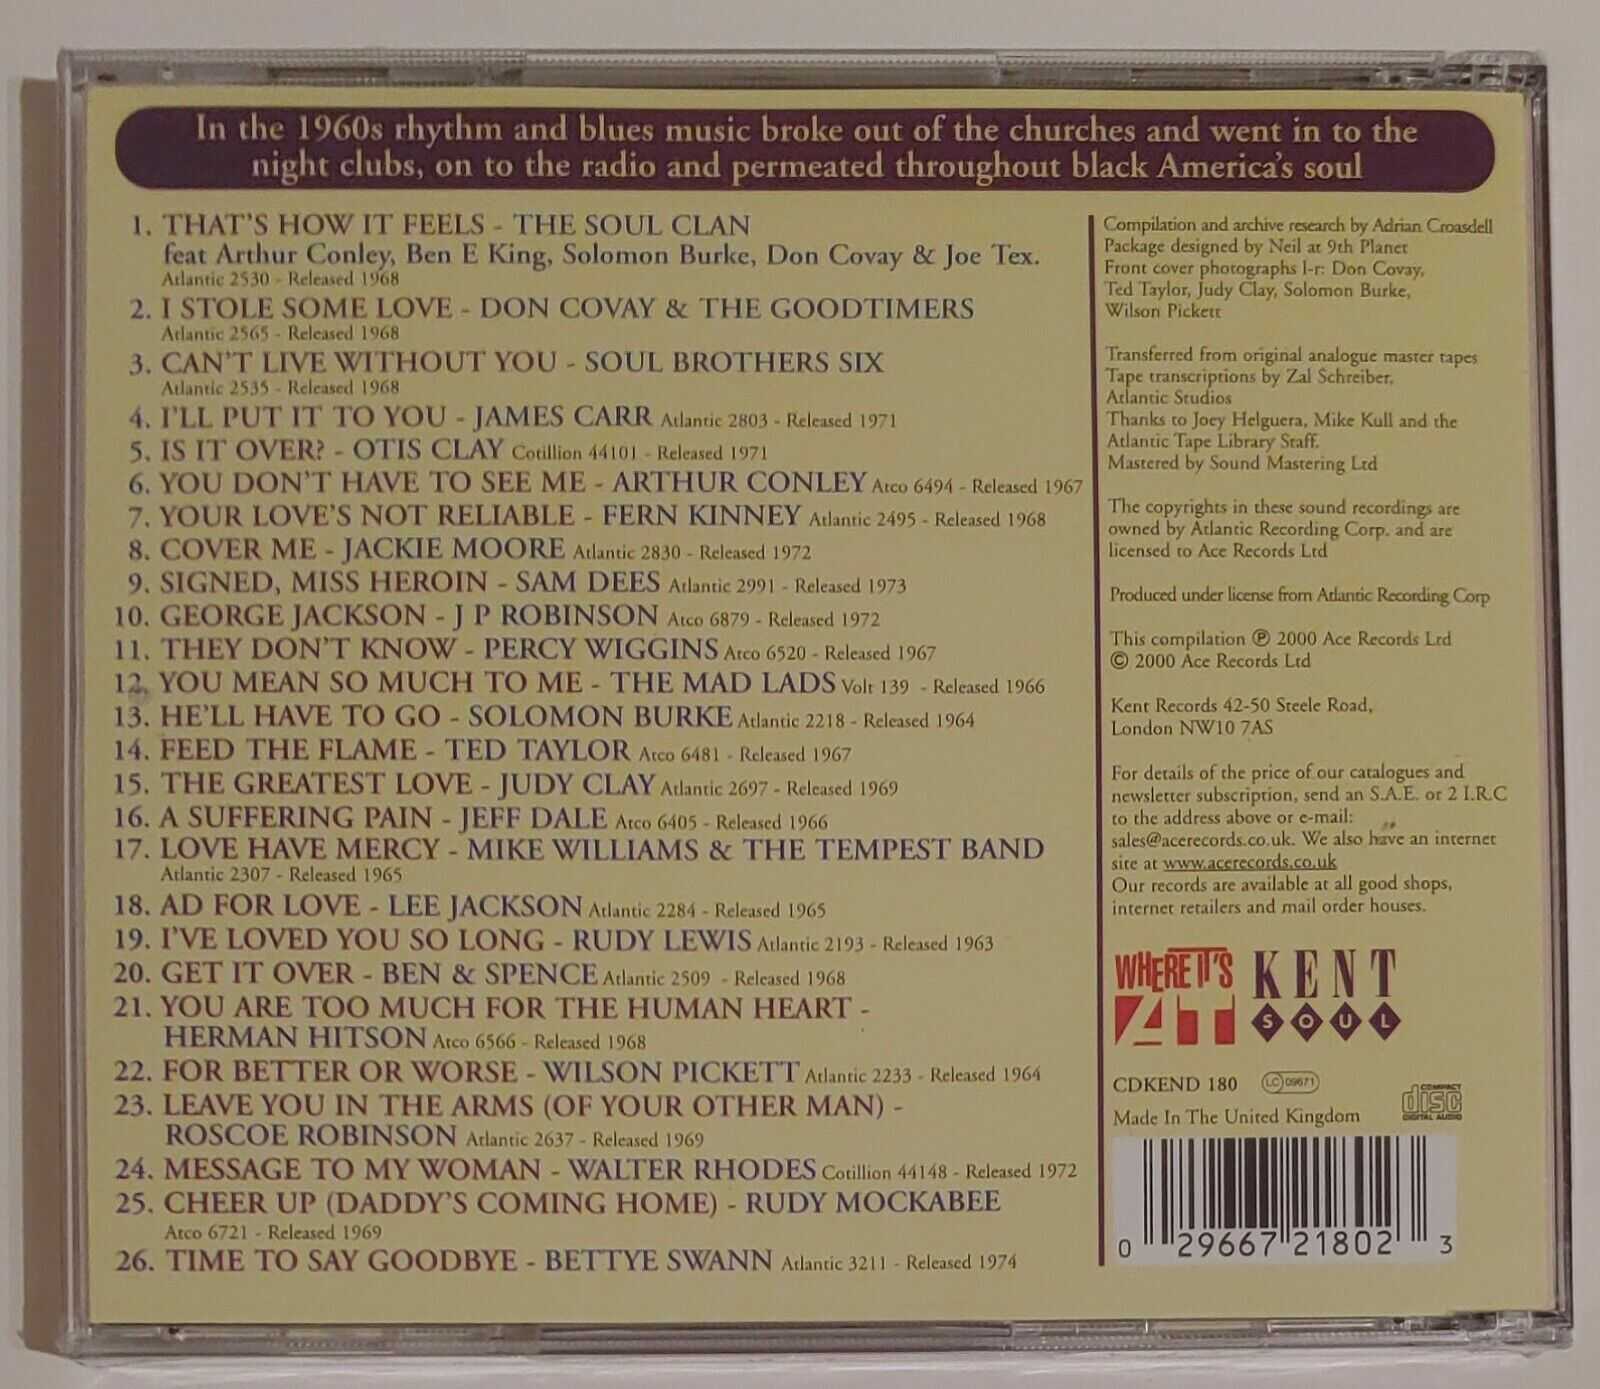 In the 1960s rhythm and blues music broke out of the churches and went in to the
night clubs, on to the radio and permeated throughout black America's soul
1. THAT'S HOW IT FEELS - THE SOUL CLAN
feat Arthur Conley, Ben E King, Solomon Burke, Don Covay & Joe Tex.
Atlantic 2530 - Released 1968
2. I STOLE SOME LOVE - DON COVAY & THE GOODTIMERS
Atlantic 2565 - Released 1968
3. CAN'T LIVE WITHOUT YOU - SOUL BROTHERS SIX
Atlantic 2535 - Released 1968
4. I'LL PUT IT TO YOU - JAMES CARR Atlantic 2803 - Released 1971
5. IS IT OVER? - OTIS CLAY Cotillion 44101 - Released 1971
6. YOU DON'T HAVE TO SEE ME - ARTHUR CONLEY Atco 6494 - Released 1967
7. YOUR LOVE'S NOT RELIABLE - FERN KINNEY Atlantic 2495 - Released 1968
8. COVER ME - JACKIE MOORE Atlantic 2830 - Released 1972
9. SIGNED, MISS HEROIN - SAM DEES Atlantic 2991 - Released 1973
10. GEORGE JACKSON - J P ROBINSON Atco 6879 - Released 1972
11. THEY DON'T KNOW - PERCY WIGGINS Atco 6520 - Released 1967
12. YOU MEAN SO MUCH TO ME - THE MAD LADS Volt 139 - Released 1966
13. HE'LL HAVE TO GO - SOLOMON BURKE Atlantic 2218 - Released 1964
14. FEED THE FLAME - TED TAYLOR Atco 6481 - Released 1967
15. THE GREATEST LOVE - JUDY CLAY Atlantic 2697 - Released 1969
16. A SUFFERING PAIN - JEFF DALE Atco 6405 - Released 1966
17. LOVE HAVE MERCY - MIKE WILLIAMS & THE TEMPEST BAND
Atlantic 2307 - Released 1965
18. AD FOR LOVE - LEE JACKSON Atlantic 2284 - Released 1965
19. I'VE LOVED YOU SO LONG - RUDY LEWIS Atlantic 2193 - Released 1963
20. GET IT OVER - BEN & SPENCE Atlantic 2509 - Released 1968
21. YOU ARE TOO MUCH FOR THE HUMAN HEART -
HERMAN HITSON Atco 6566 - Released 1968
22. FOR BETTER OR WORSE - WILSON PICKETT Atlantic 2233 - Released 1964
23. LEAVE YOU IN THE ARMS (OF YOUR OTHER MAN) -
ROSCOE ROBINSON Atlantic 2637 - Released 1969
24. MESSAGE TO MY WOMAN - WALTER RHODES Cotillion 44148 - Released 1972
25. CHEER UP (DADDY'S COMING HOME) - RUDY MOCKABEE
Atco 6721 - Released 1969
26. TIME TO SAY GOODBYE - BETTYE SWANN Atlantic 3211 - Released 1974
Compilation and archive research by Adrian Croasdell
Package designed by Neil at 9th Planet
Front cover photographs l-r: Don Covay,
Ted Taylor, Judy Clay, Solomon Burke,
Wilson Pickett
Transferred from original analogue master tapes
Tape transcriptions by Zal Schreiber,
Atlantic Studios
Thanks to Joey Helguera, Mike Kull and the
Atlantic Tape Library Staff.
Mastered by Sound Mastering Ltd
The copyrights in these sound recordings are
owned by Atlantic Recording Corp. and are
licensed to Ace Records Ltd
Produced under license from Atlantic Recording Corp
This compilation ℗ 2000 Ace Records Ltd
© 2000 Ace Records Ltd
Kent Records 42-50 Steele Road,
London NW10 7AS
For details of the price of our catalogues and
newsletter subscription, send an S.A.E. or 2 I.R.C
to the address above or e-mail:
sales@acerecords.co.uk. We also have an internet
site at www.acerecords.co.uk
Our records are available at all good shops,
internet retailers and mail order houses.
WHERE IT'S
AT
KENT
SOUL
CDKEND 180 LC 09671
Made In The United Kingdom
COMPACT
disc
DIGITAL AUDIO
0 29667 21802 3